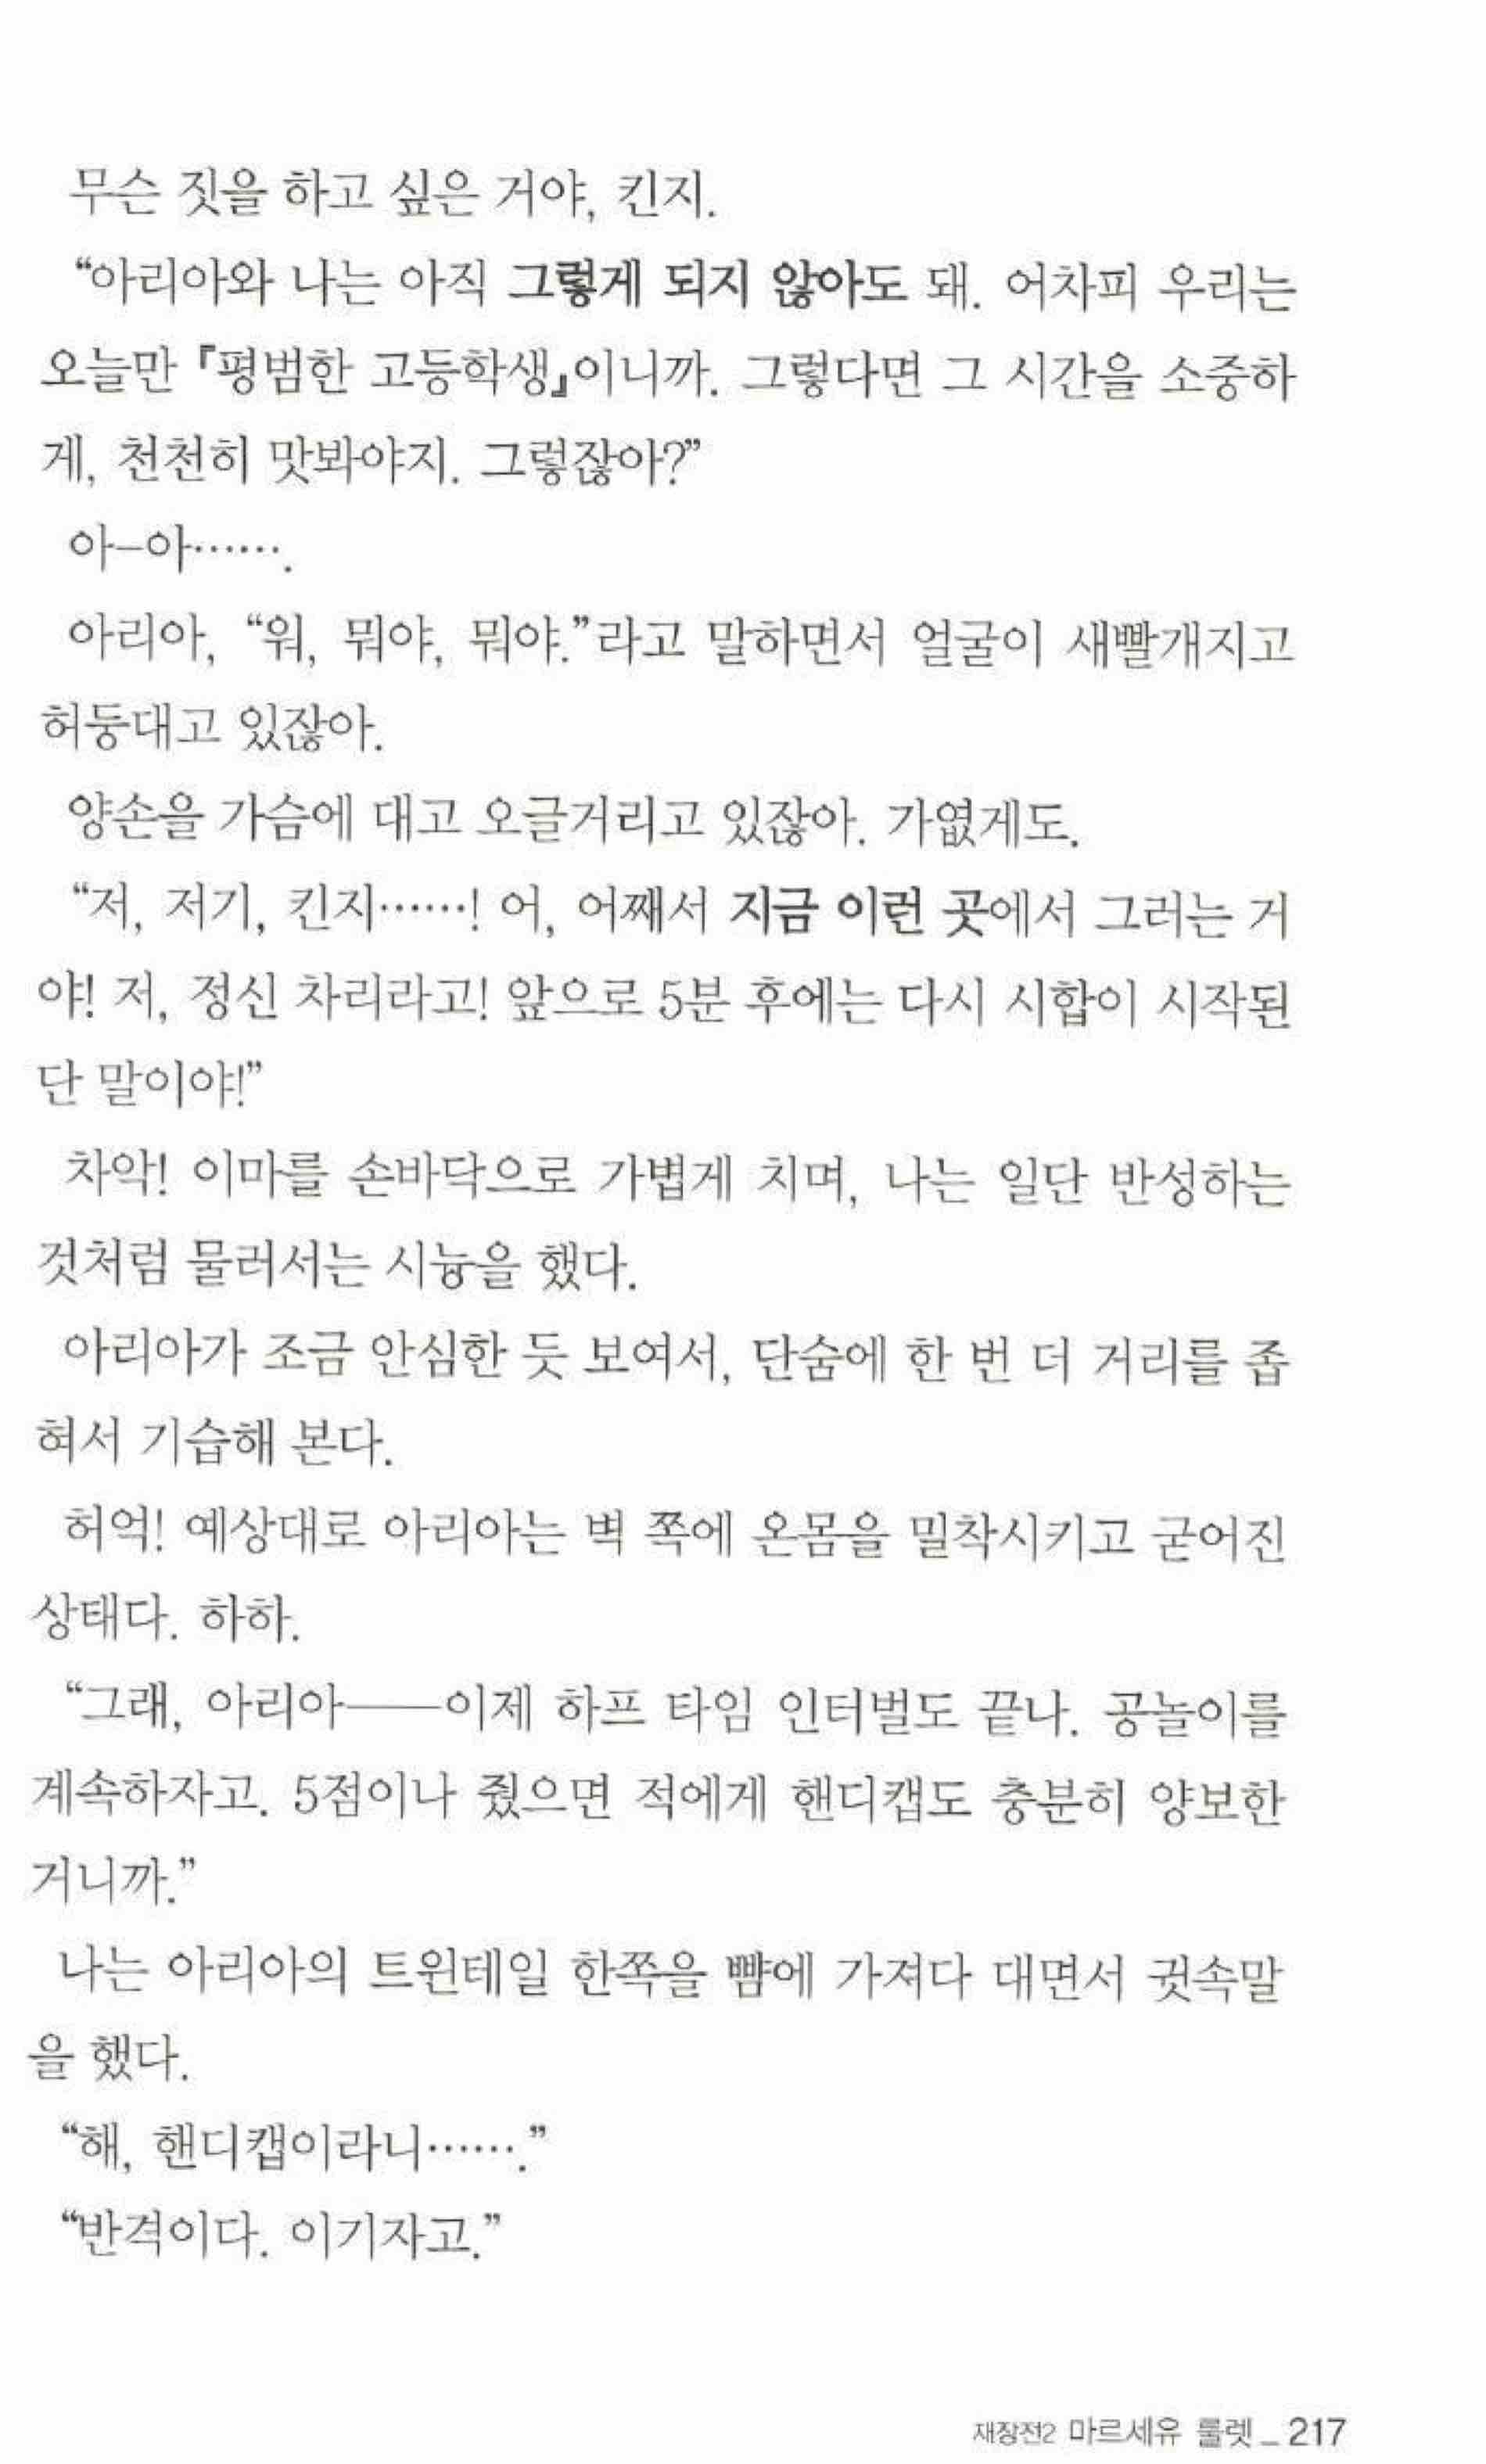 무슨 짓을 하고 싶은 거야, 킨지.
“아리아와 나는 아직 그렇게 되지 않아도 돼. 어차피 우리는
오늘만 『평범한 고등학생』이니까. 그렇다면 그 시간을 소중하
게, 천천히 맛봐야지. 그렇잖아?”
아—아…….
아리아, “워, 뭐야, 뭐야.”라고 말하면서 얼굴이 새빨개지고
허둥대고 있잖아.
양손을 가슴에 대고 오글거리고 있잖아. 가엾게도.
“저, 저기, 킨지……! 어, 어째서 지금 이런 곳에서 그러는 거
야! 저, 정신 차리라고! 앞으로 5분 후에는 다시 시합이 시작된
단 말이야!”
차악! 이마를 손바닥으로 가볍게 치며, 나는 일단 반성하는
것처럼 물러서는 시늉을 했다.
아리아가 조금 안심한 듯 보여서, 단숨에 한 번 더 거리를 좁
혀서 기습해 본다.
허억! 예상대로 아리아는 벽 쪽에 온몸을 밀착시키고 굳어진
상태다. 하하.
“그래, 아리아——이제 하프 타임 인터벌도 끝나. 공놀이를
계속하자고. 5점이나 줬으면 적에게 핸디캡도 충분히 양보한
거니까.”
나는 아리아의 트윈테일 한쪽을 뺨에 가져다 대면서 귓속말
을 했다.
“해, 핸디캡이라니…….”
“반격이다. 이기자고.”
재장전2 마르세유 룰렛 _ 217